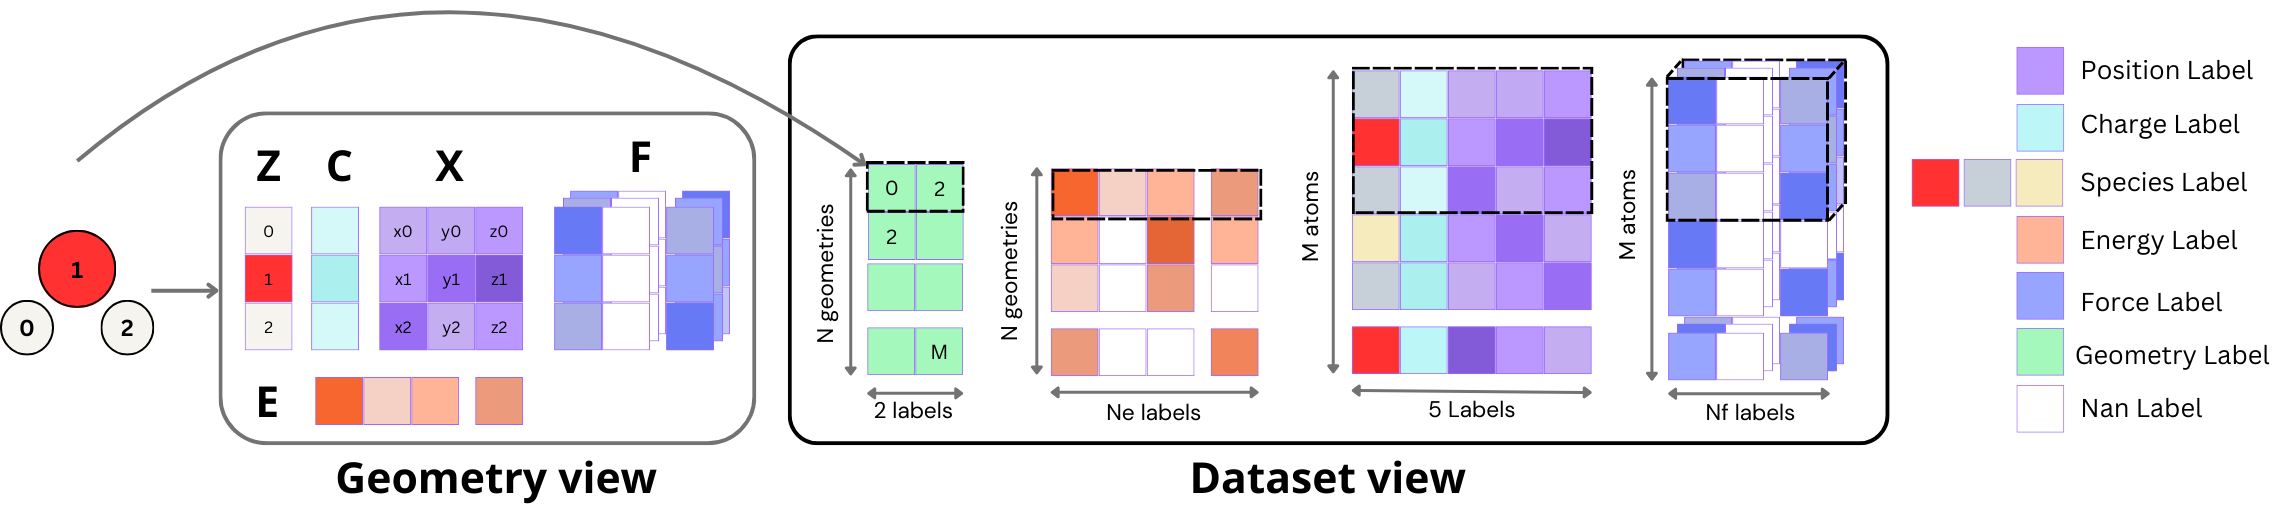 1
0
2
Z
C
X
F
0
1
2
x0 y0 z0
x1 y1 z1
x2 y2 z2
E
Geometry view
N geometries
0 2
2
M
2 labels
N geometries
Ne labels
M atoms
5 Labels
M atoms
Nf labels
Dataset view
Position Label
Charge Label
Species Label
Energy Label
Force Label
Geometry Label
Nan Label